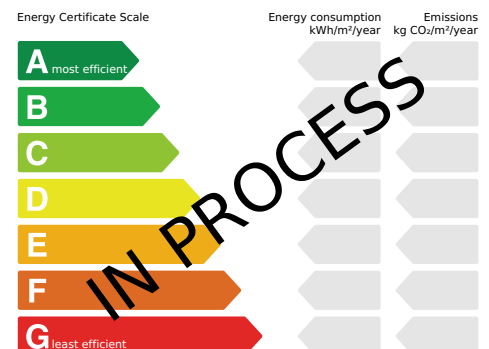 Energy Certificate Scale
Energy consumption
kWh/m²/year
Emissions
kg CO₂/m²/year
A most efficient
B
C
D
E
F
G least efficient
IN PROCESS